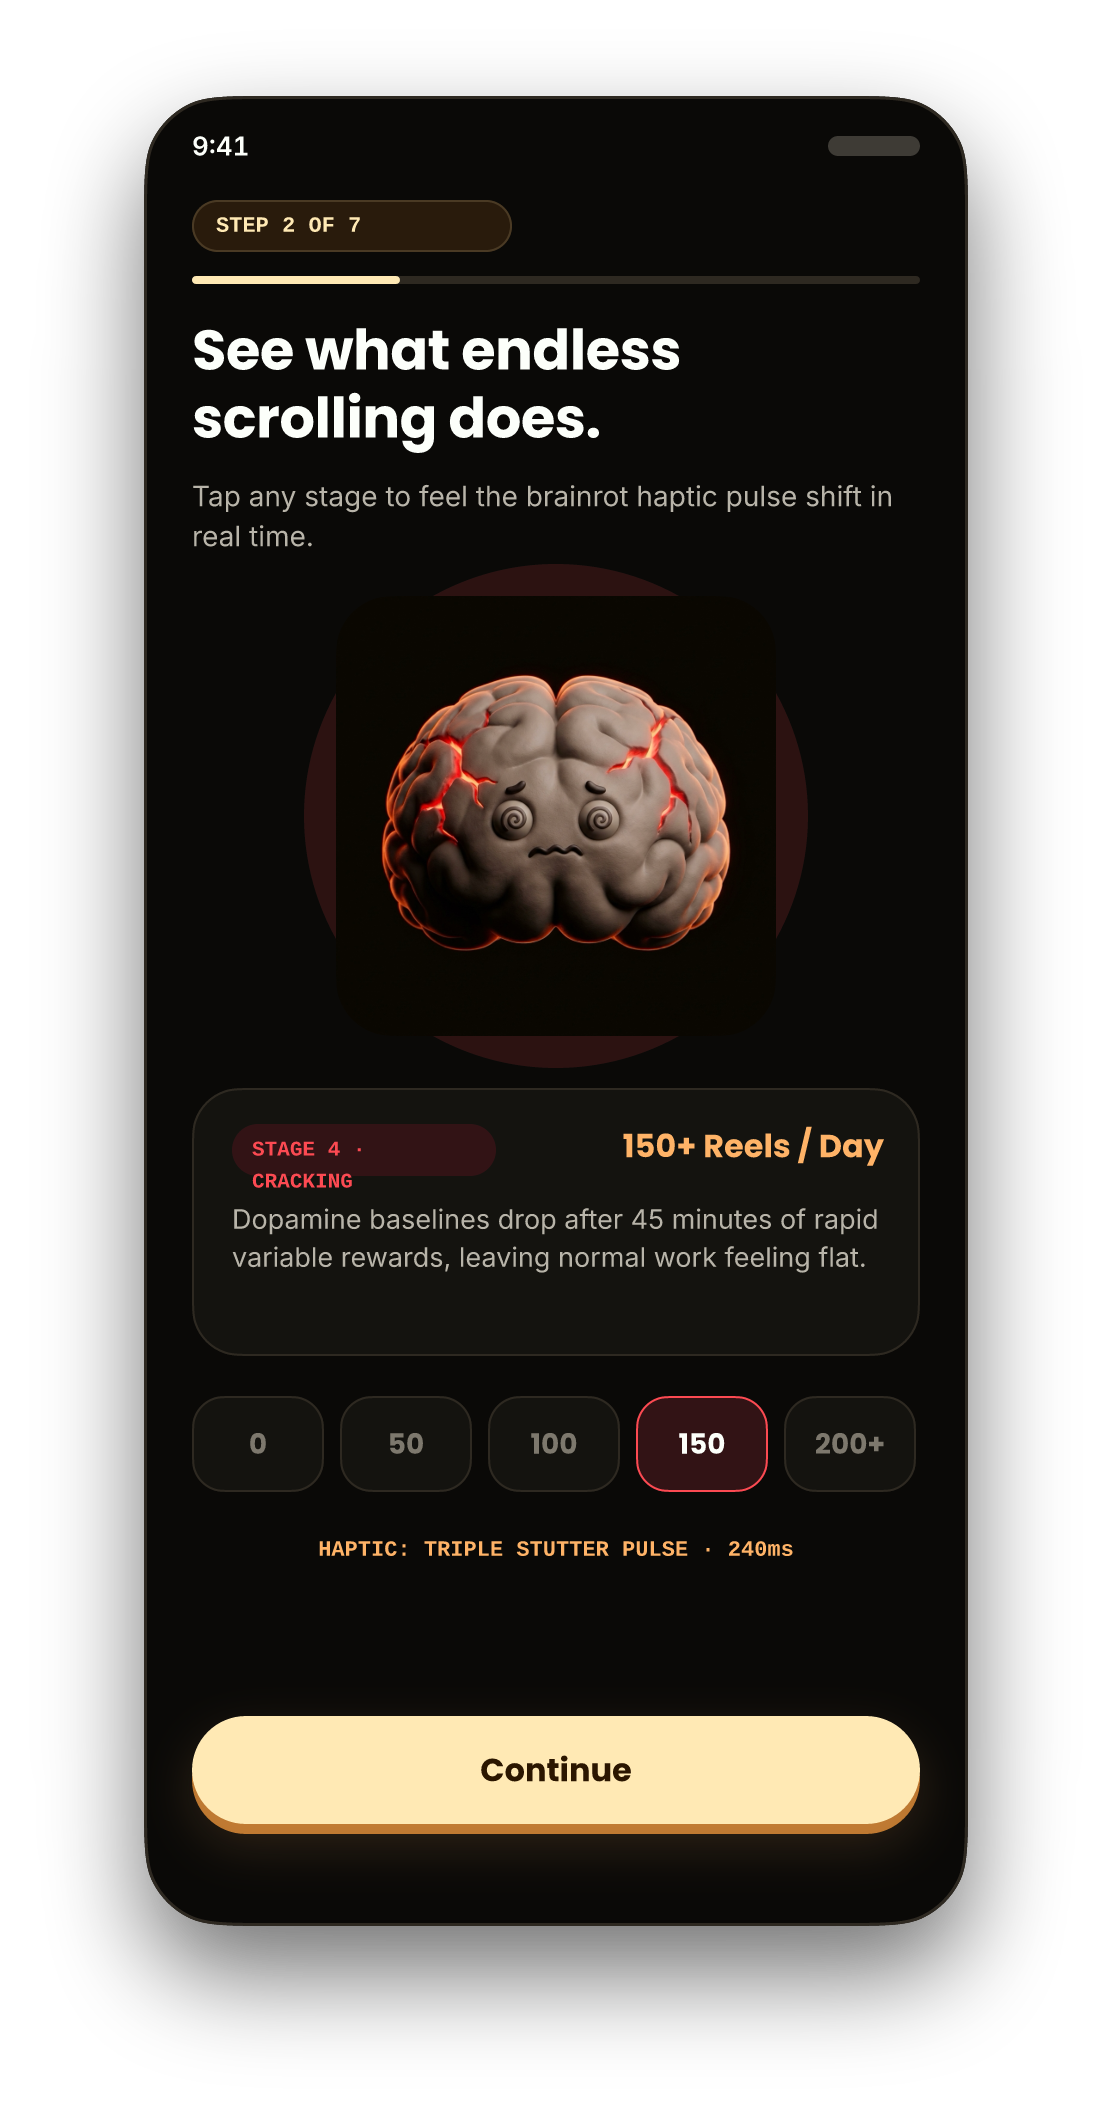 9:41
STEP 2 OF 7
See what endless
scrolling does.
Tap any stage to feel the brainrot haptic pulse shift in
real time.
STAGE 4 ·
CRACKING
150+ Reels / Day
Dopamine baselines drop after 45 minutes of rapid
variable rewards, leaving normal work feeling flat.
0
50
100
150
200+
HAPTIC: TRIPLE STUTTER PULSE · 240ms
Continue